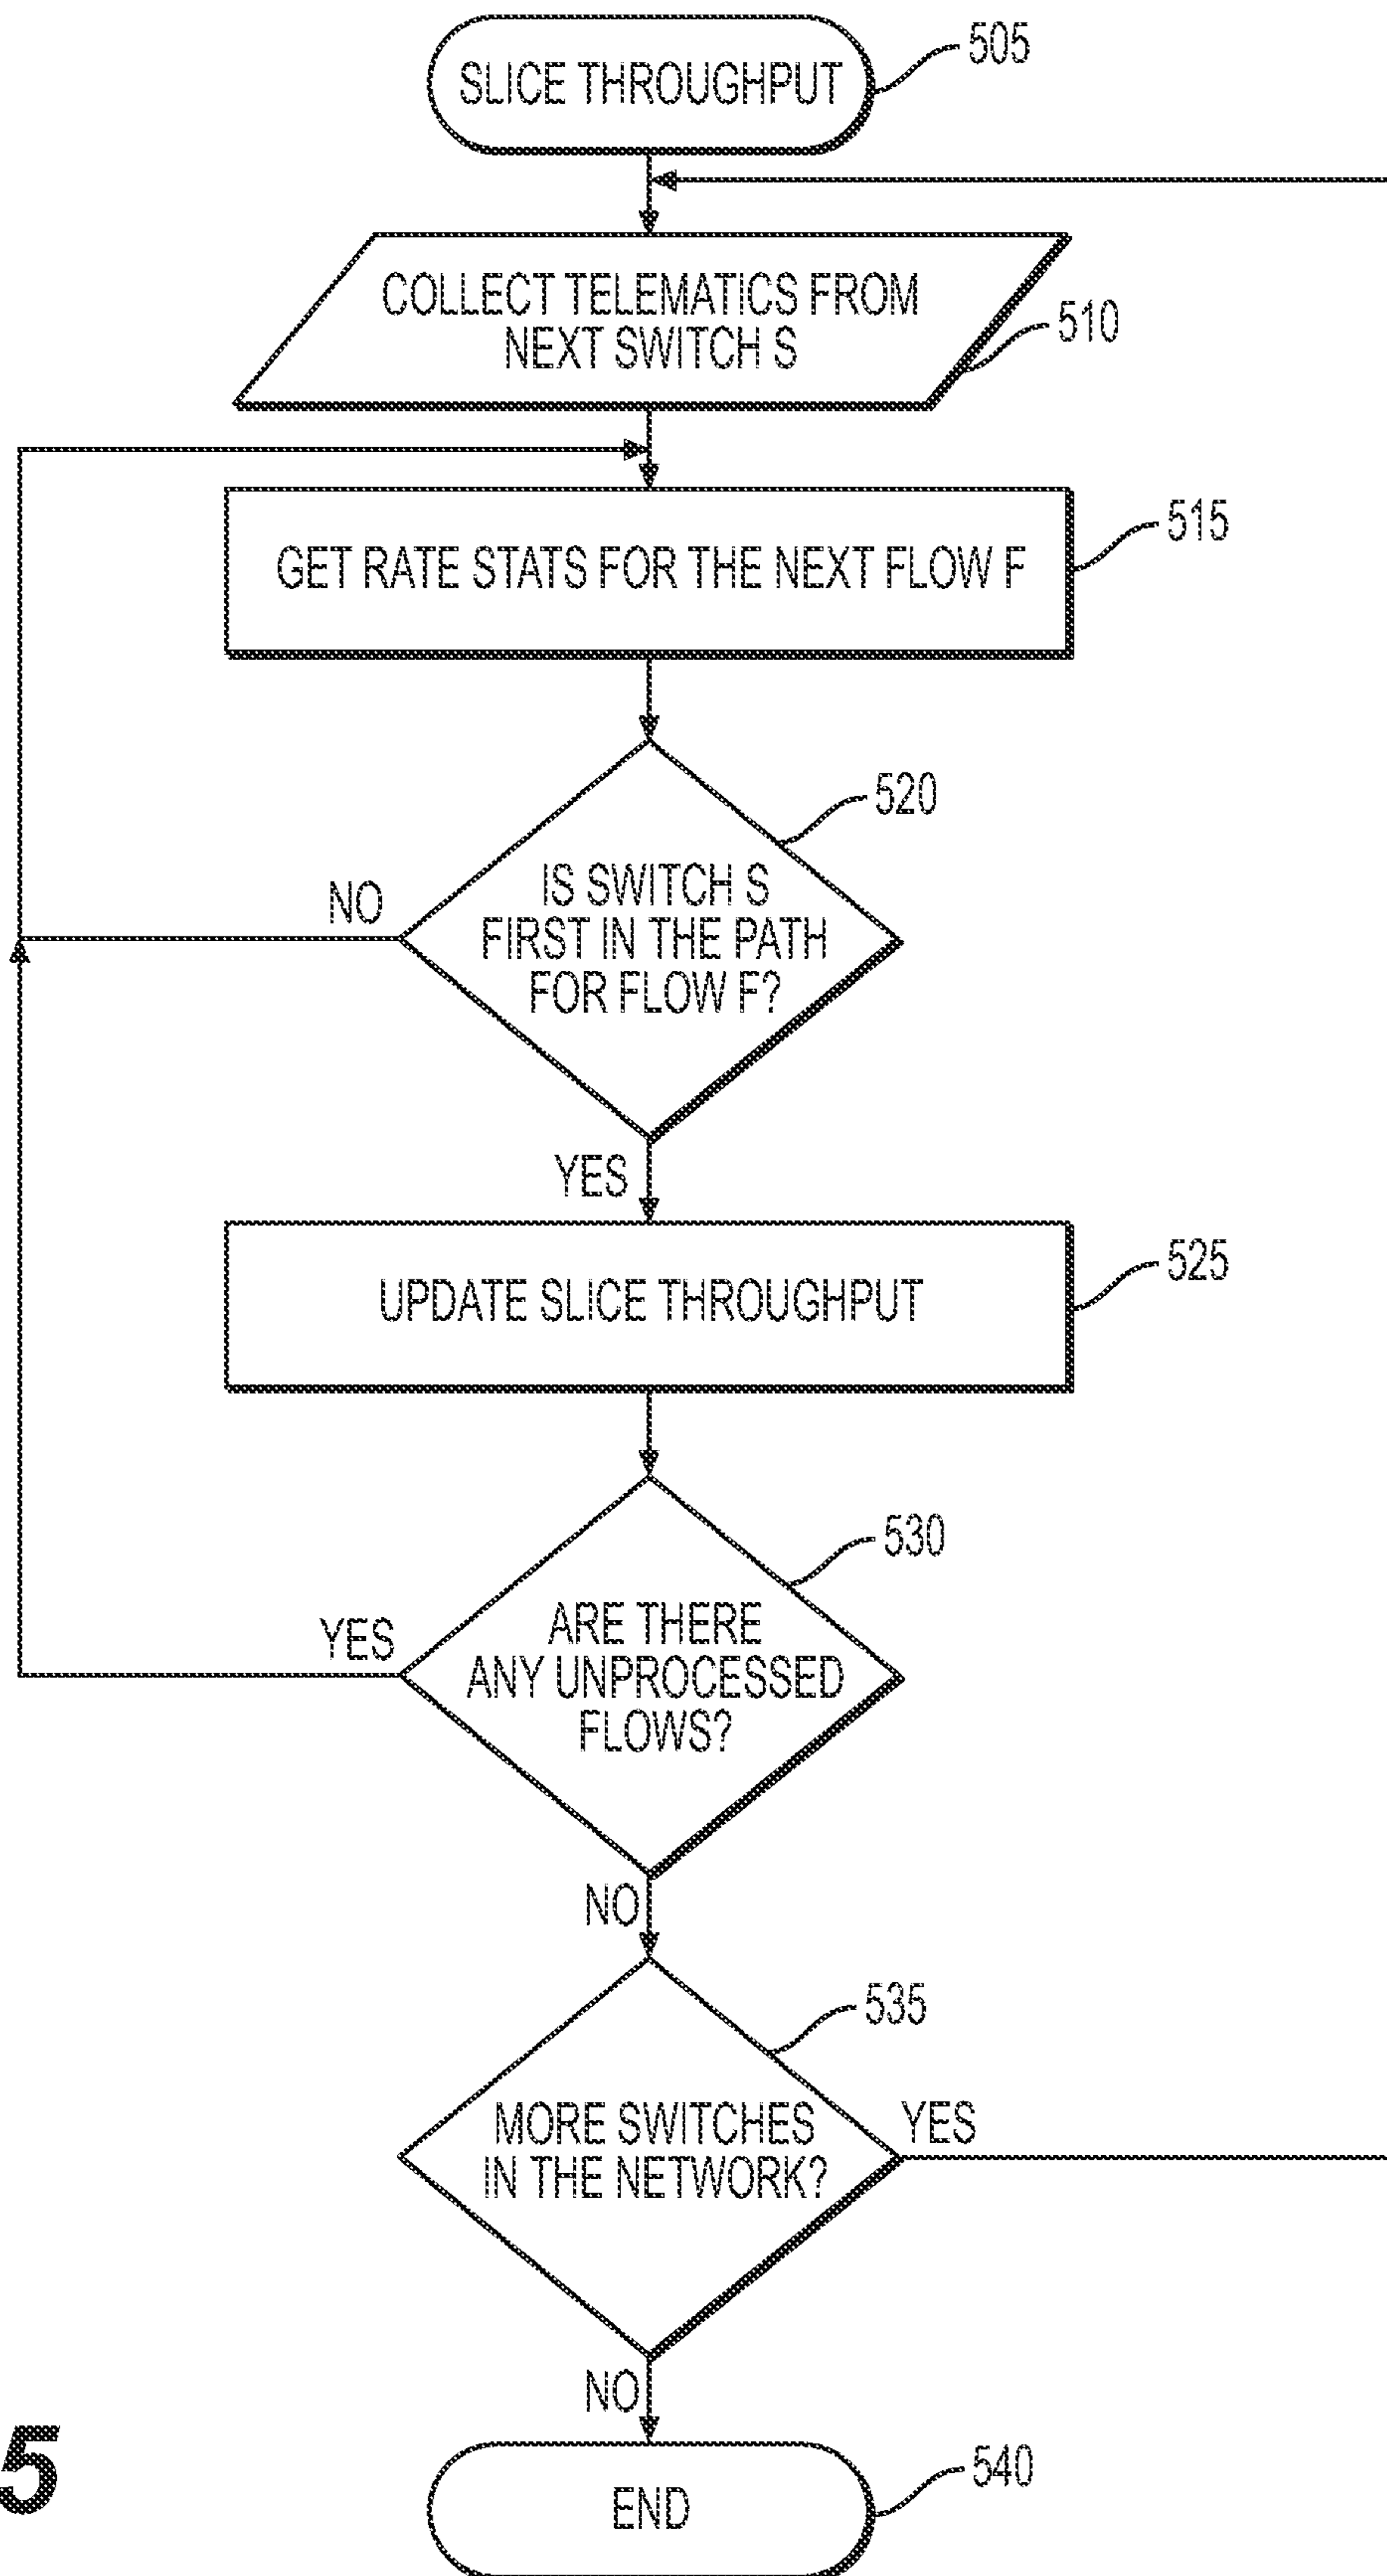 SLICE THROUGHPUT
505
COLLECT TELEMATICS FROM
NEXT SWITCH S
510
GET RATE STATS FOR THE NEXT FLOW F
515
520
IS SWITCH S
FIRST IN THE PATH
FOR FLOW F?
NO
YES
UPDATE SLICE THROUGHPUT
525
530
ARE THERE
ANY UNPROCESSED
FLOWS?
YES
NO
535
MORE SWITCHES
IN THE NETWORK?
YES
NO
5
END
540